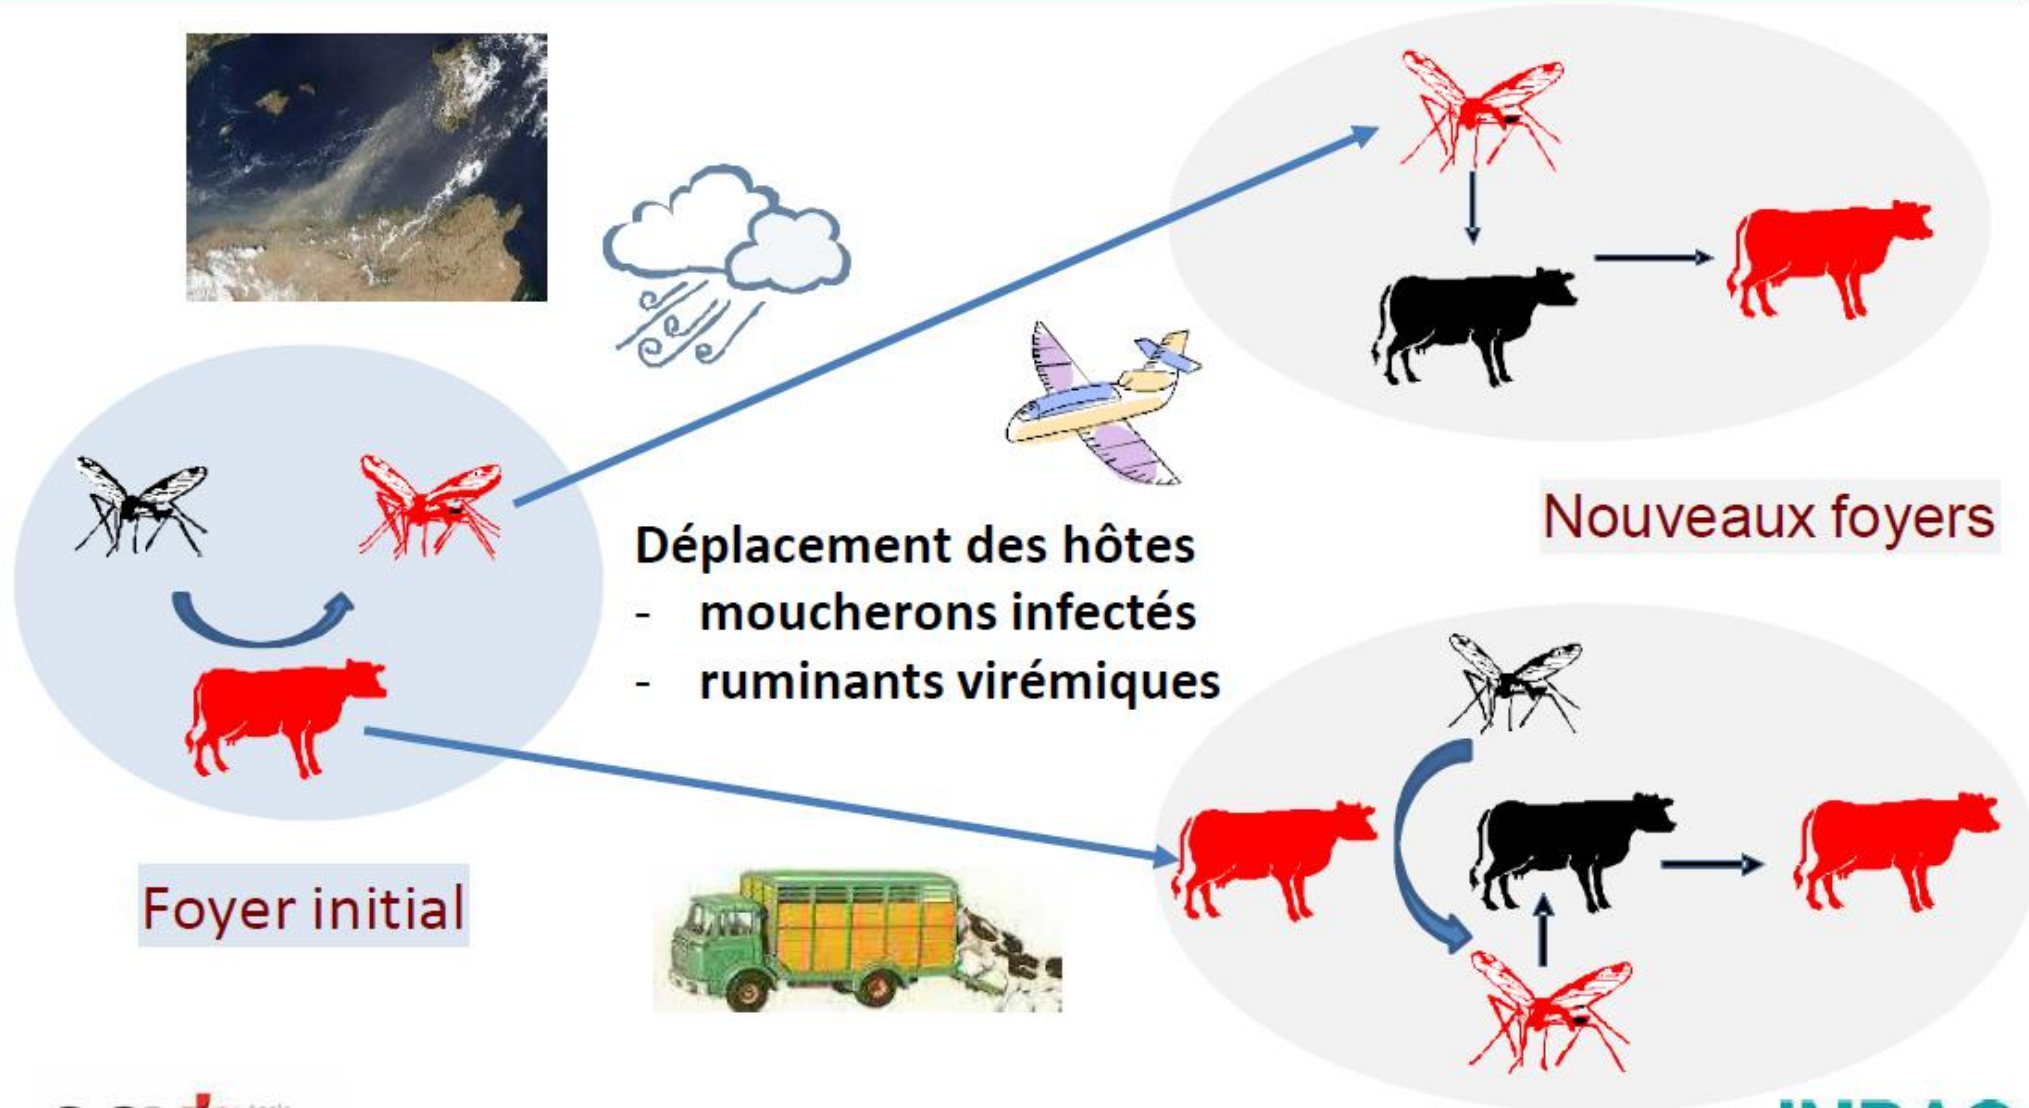 Déplacement des hôtes
- moucherons infectés
- ruminants virémiques
Nouveaux foyers
Foyer initial